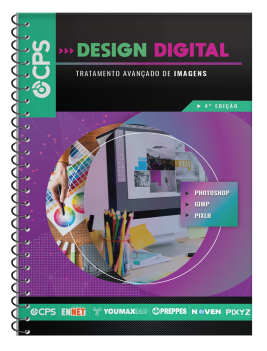 CPS
>>> DESIGN DIGITAL
TRATAMENTO AVANÇADO DE IMAGENS
4ª EDIÇÃO
PHOTOSHOP
GIMP
PIXLR
CPS ENNET YOUMAX PREPPES NOVEN PIXYZ